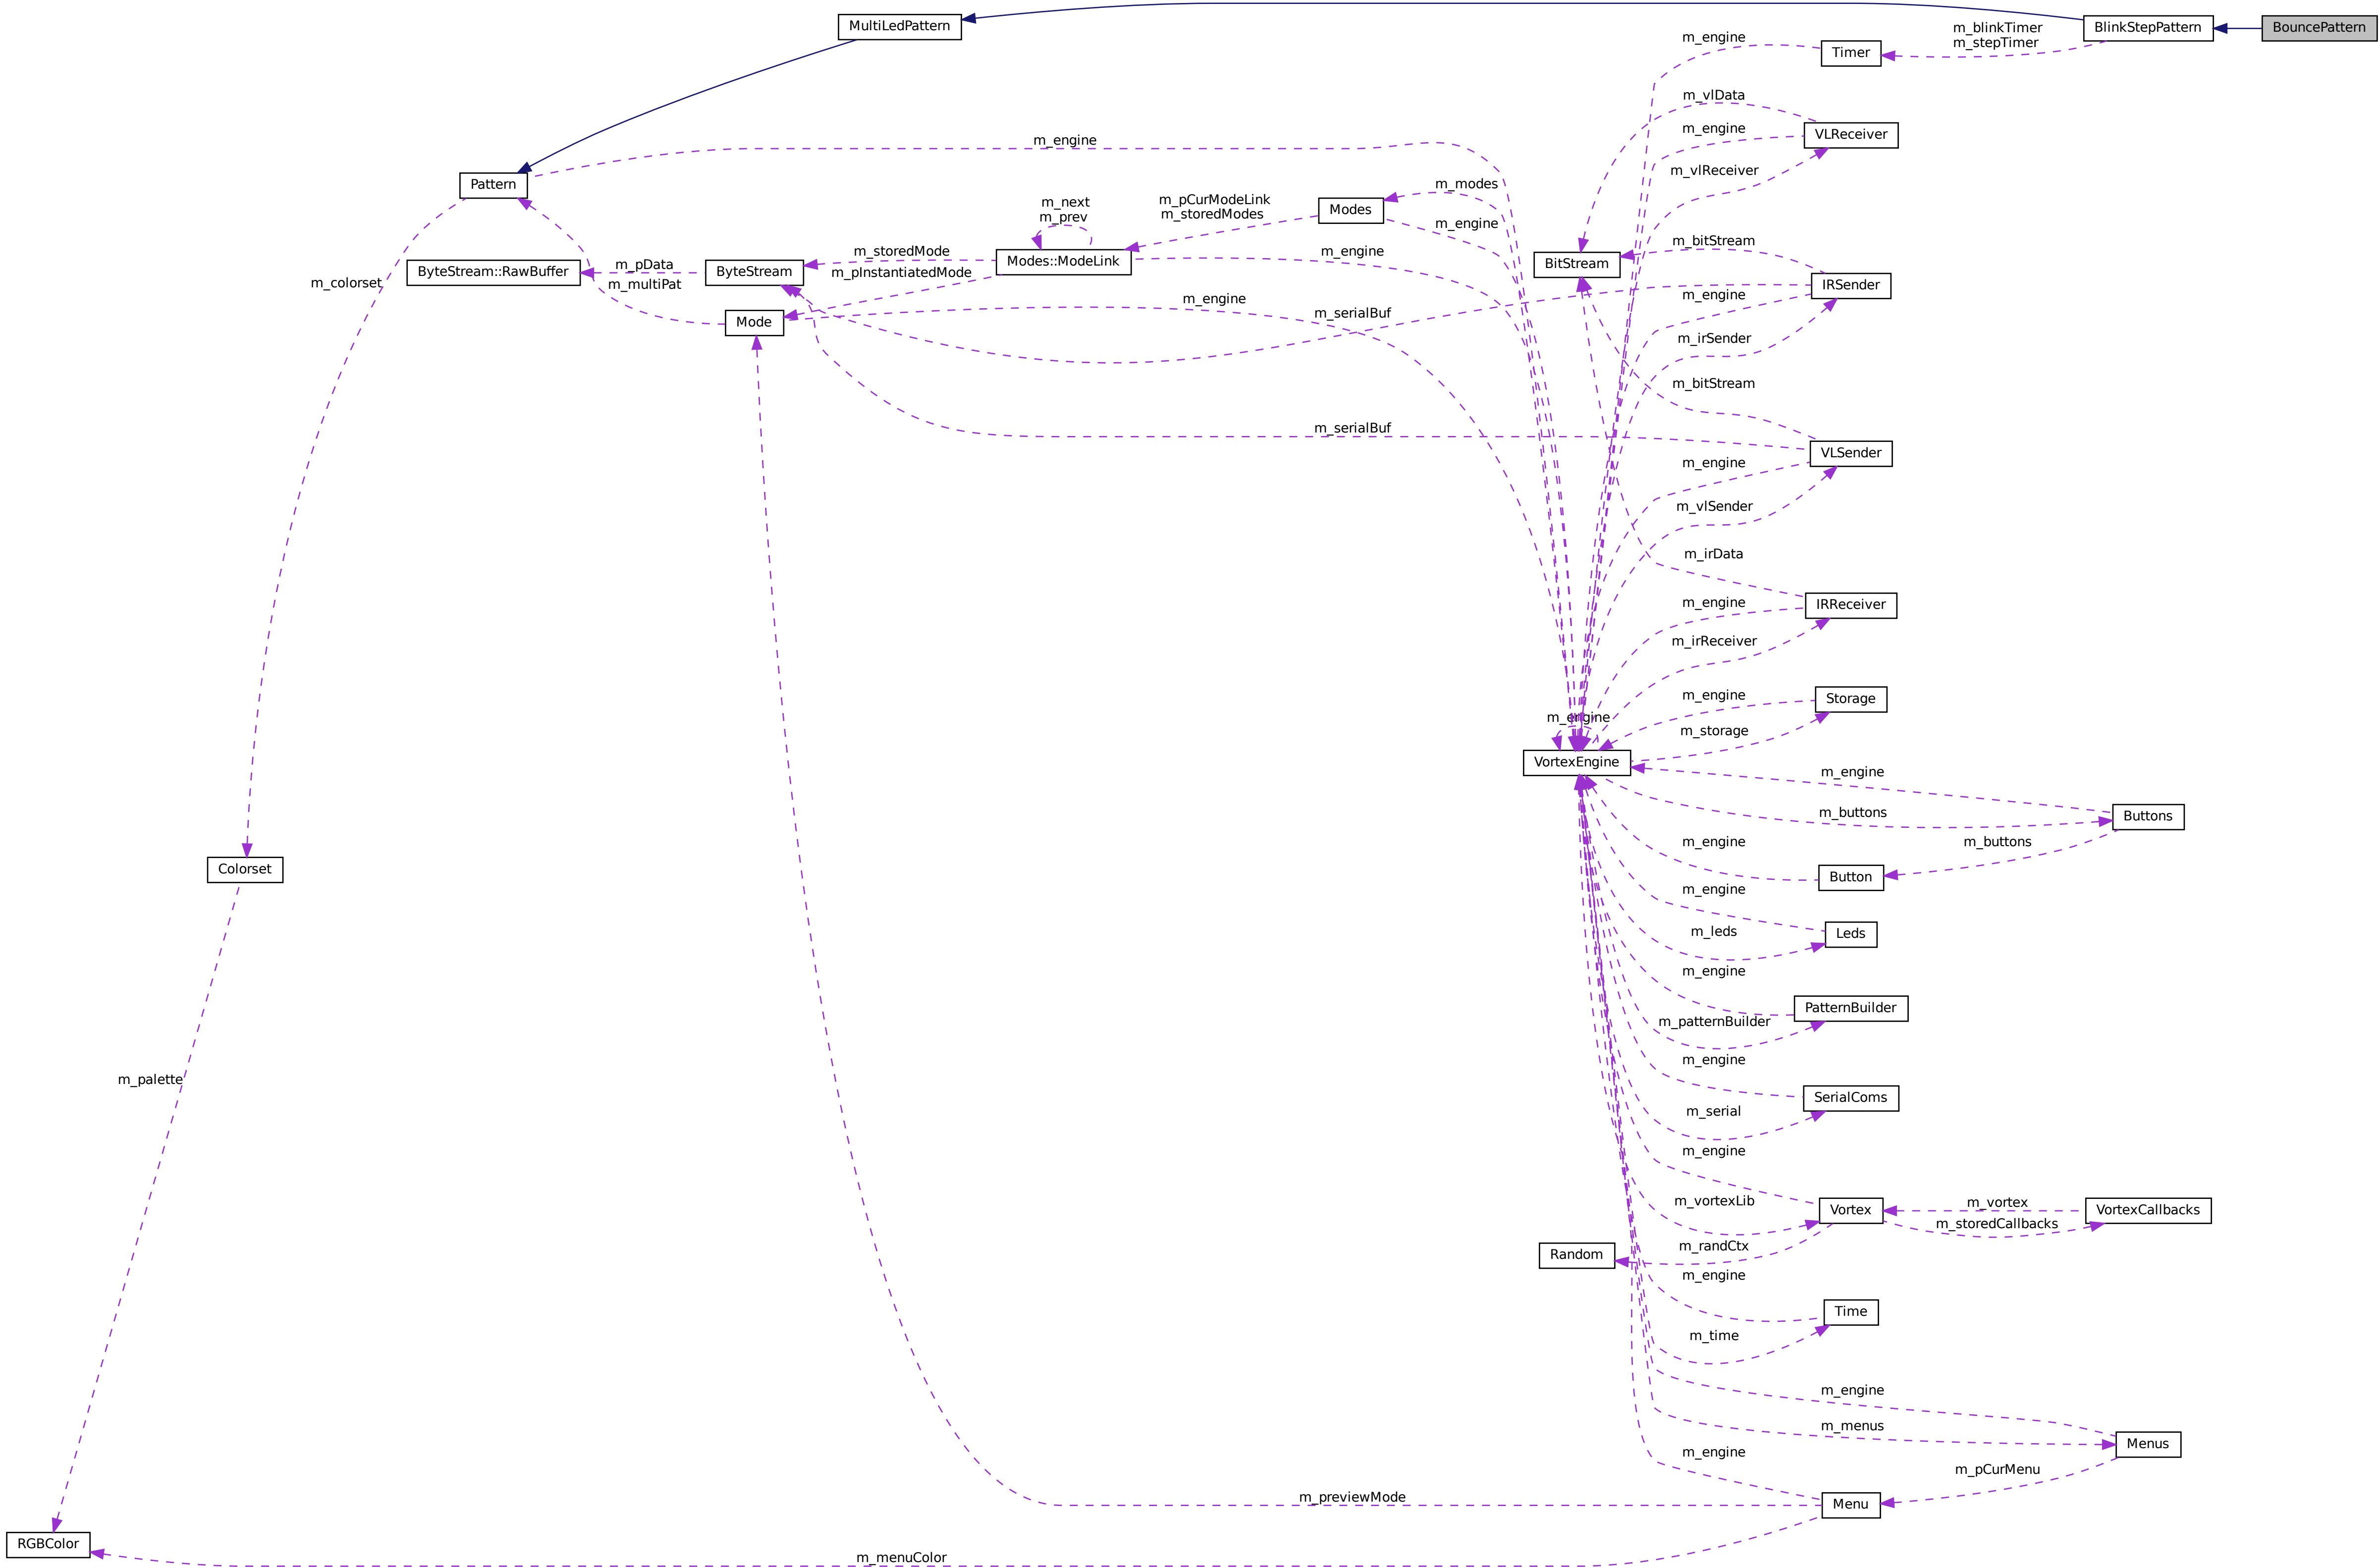 MultiLedPattern
BlinkStepPattern
BouncePattern
m_blinkTimer
m_stepTimer
m_engine
Timer
m_vlData
VLReceiver
m_engine
m_engine
m_vlReceiver
Pattern
m_modes
m_next
m_prev
m_pCurModeLink
m_storedModes
Modes
m_engine
m_bitStream
m_storedMode
m_engine
Modes::ModeLink
BitStream
ByteStream::RawBuffer
m_pData
ByteStream
m_pInstantiatedMode
m_colorset
m_multiPat
IRSender
m_engine
m_engine
m_serialBuf
Mode
m_irSender
m_bitStream
m_serialBuf
VLSender
m_engine
m_vlSender
m_irData
m_engine
IRReceiver
m_irReceiver
m_engine
Storage
m_engine
m_storage
VortexEngine
m_engine
m_buttons
Buttons
m_engine
m_buttons
Colorset
Button
m_engine
m_leds
Leds
m_engine
PatternBuilder
m_patternBuilder
m_engine
m_palette
SerialComs
m_serial
m_engine
m_vortexLib
Vortex
m_vortex
VortexCallbacks
m_storedCallbacks
m_randCtx
Random
m_engine
Time
m_time
m_engine
m_menus
Menus
m_engine
m_pCurMenu
m_previewMode
Menu
RGBColor
m_menuColor